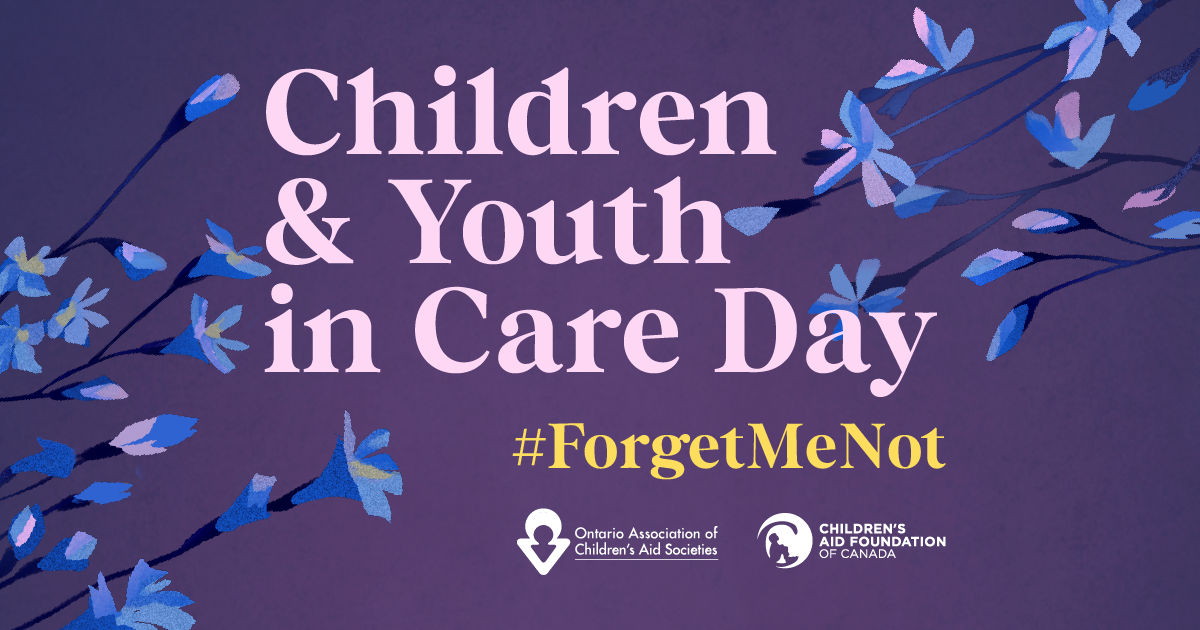 Children
& Youth
in Care Day
#ForgetMeNot
Ontario Association of
Children's Aid Societies
CHILDREN'S
AID FOUNDATION
OF CANADA